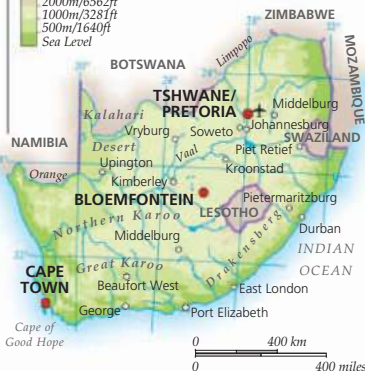 2000m/6562ft
1000m/3281ft
500m/1640ft
Sea Level
ZIMBABWE
Limpopo
BOTSWANA
MOZAMBIQUE
TSHWANE/
PRETORIA
Middelburg
Kalahari
Desert
Vryburg
Soweto
Johannesburg
SWAZILAND
NAMIBIA
Vaal
Piet Retief
Upington
Kroonstad
Orange
Kimberley
BLOEMFONTEIN
LESOTHO
Pietermaritzburg
Northern Karoo
Drakensberg
Durban
Middelburg
INDIAN
OCEAN
Great Karoo
CAPE
TOWN
Beaufort West
East London
George
Port Elizabeth
Cape of
Good Hope
0
400 km
0
400 miles